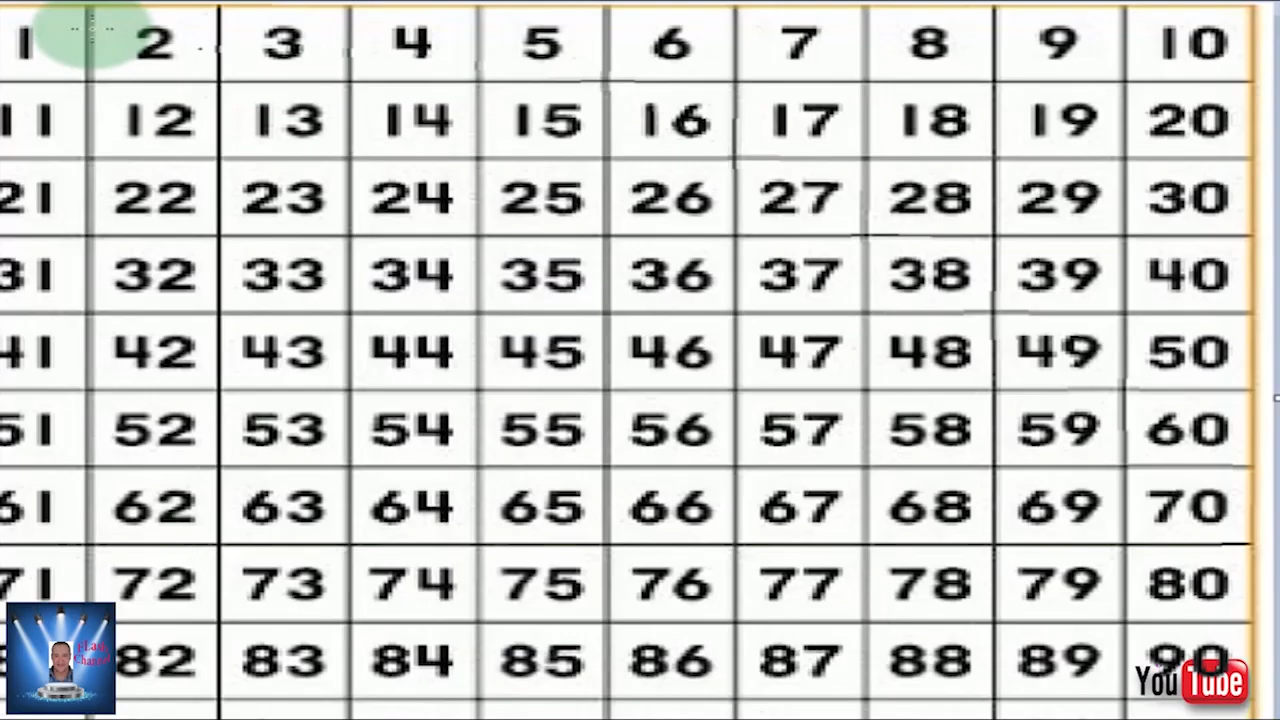 1 2 3 4 5 6 7 8 9 10
11 12 13 14 15 16 17 18 19 20
21 22 23 24 25 26 27 28 29 30
31 32 33 34 35 36 37 38 39 40
41 42 43 44 45 46 47 48 49 50
51 52 53 54 55 56 57 58 59 60
61 62 63 64 65 66 67 68 69 70
71 72 73 74 75 76 77 78 79 80
82 83 84 85 86 87 88 89 90
YouTube